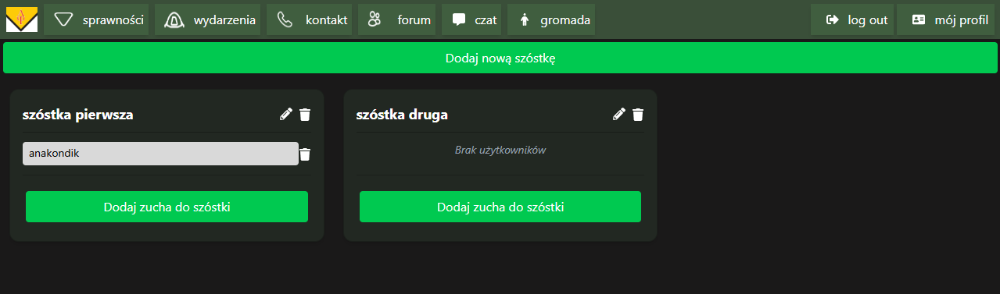 sprawności wydarzenia kontakt forum czat gromada log out mój profil
Dodaj nową szóstkę
szóstka pierwsza
anakondik
Dodaj zucha do szóstki
szóstka druga
Brak użytkowników
Dodaj zucha do szóstki